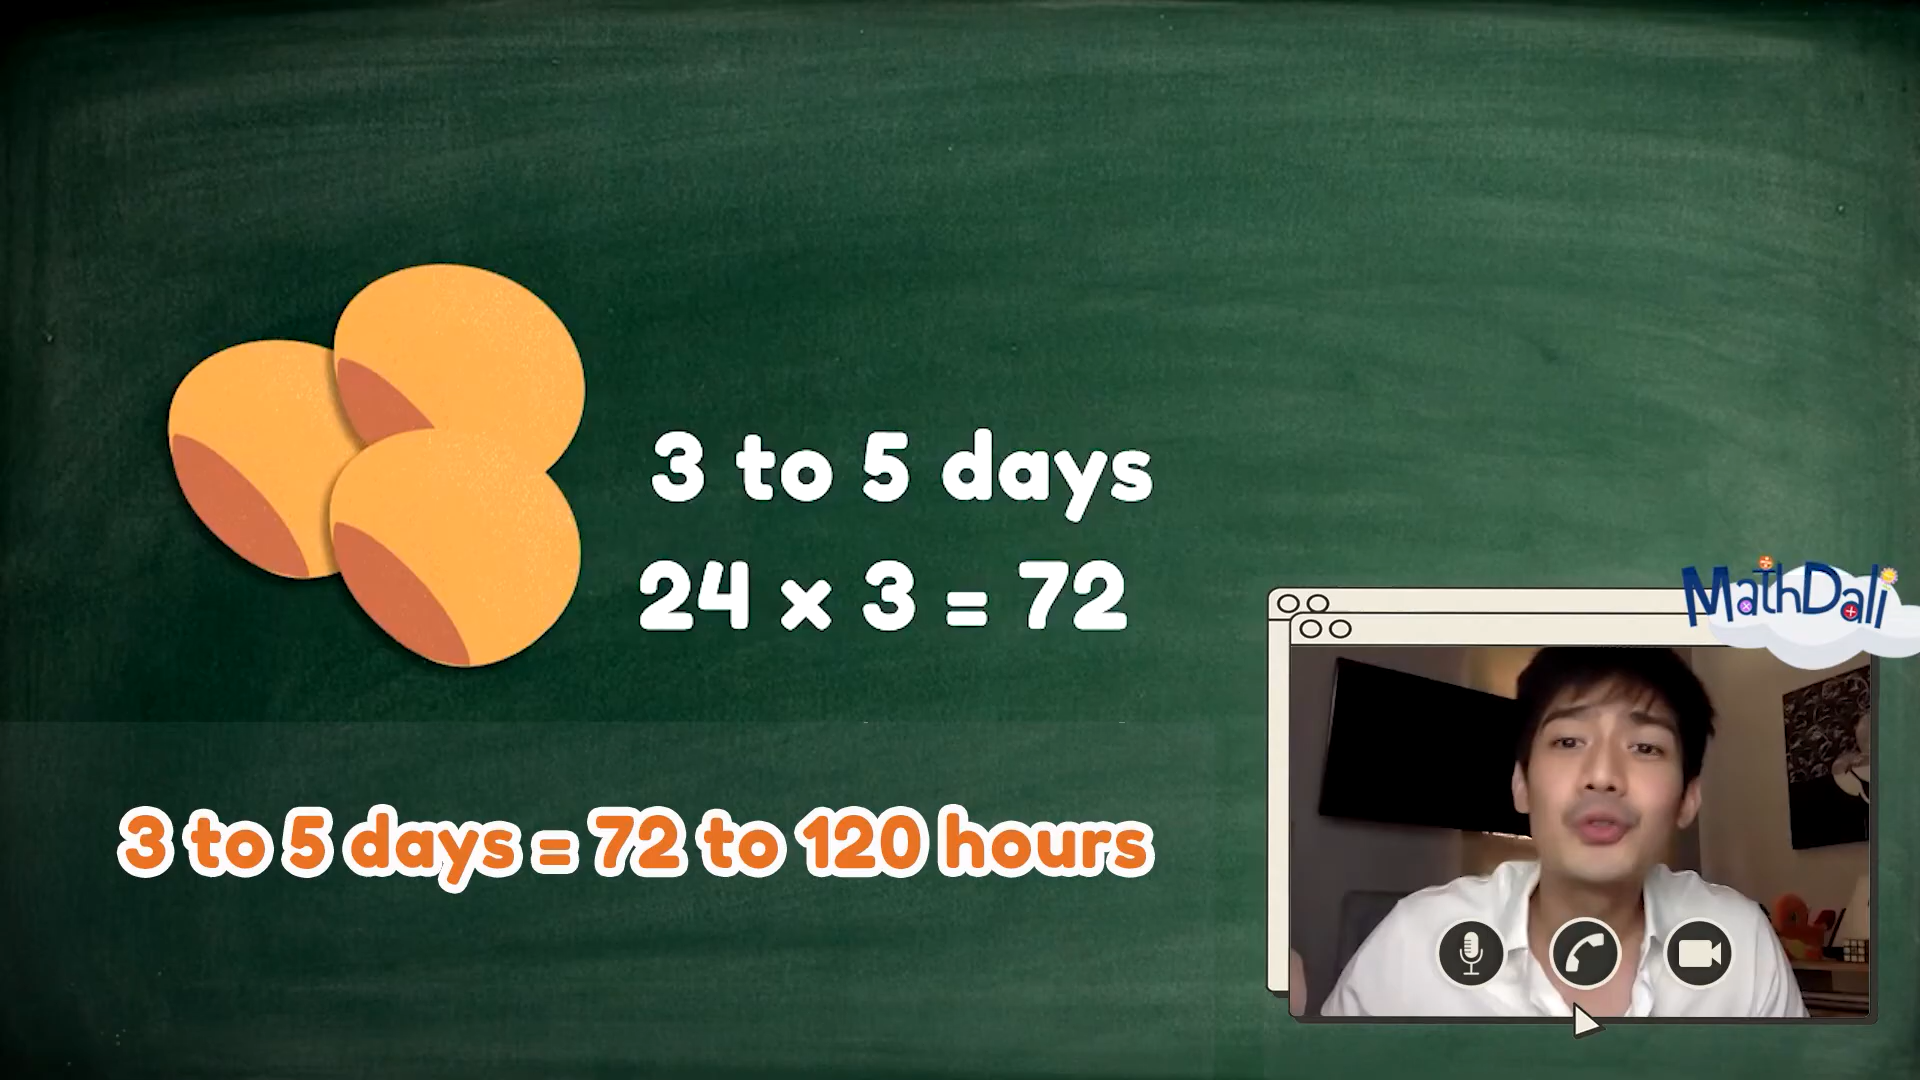 3 to 5 days
24 x 3 = 72
MathDali
3 to 5 days = 72 to 120 hours